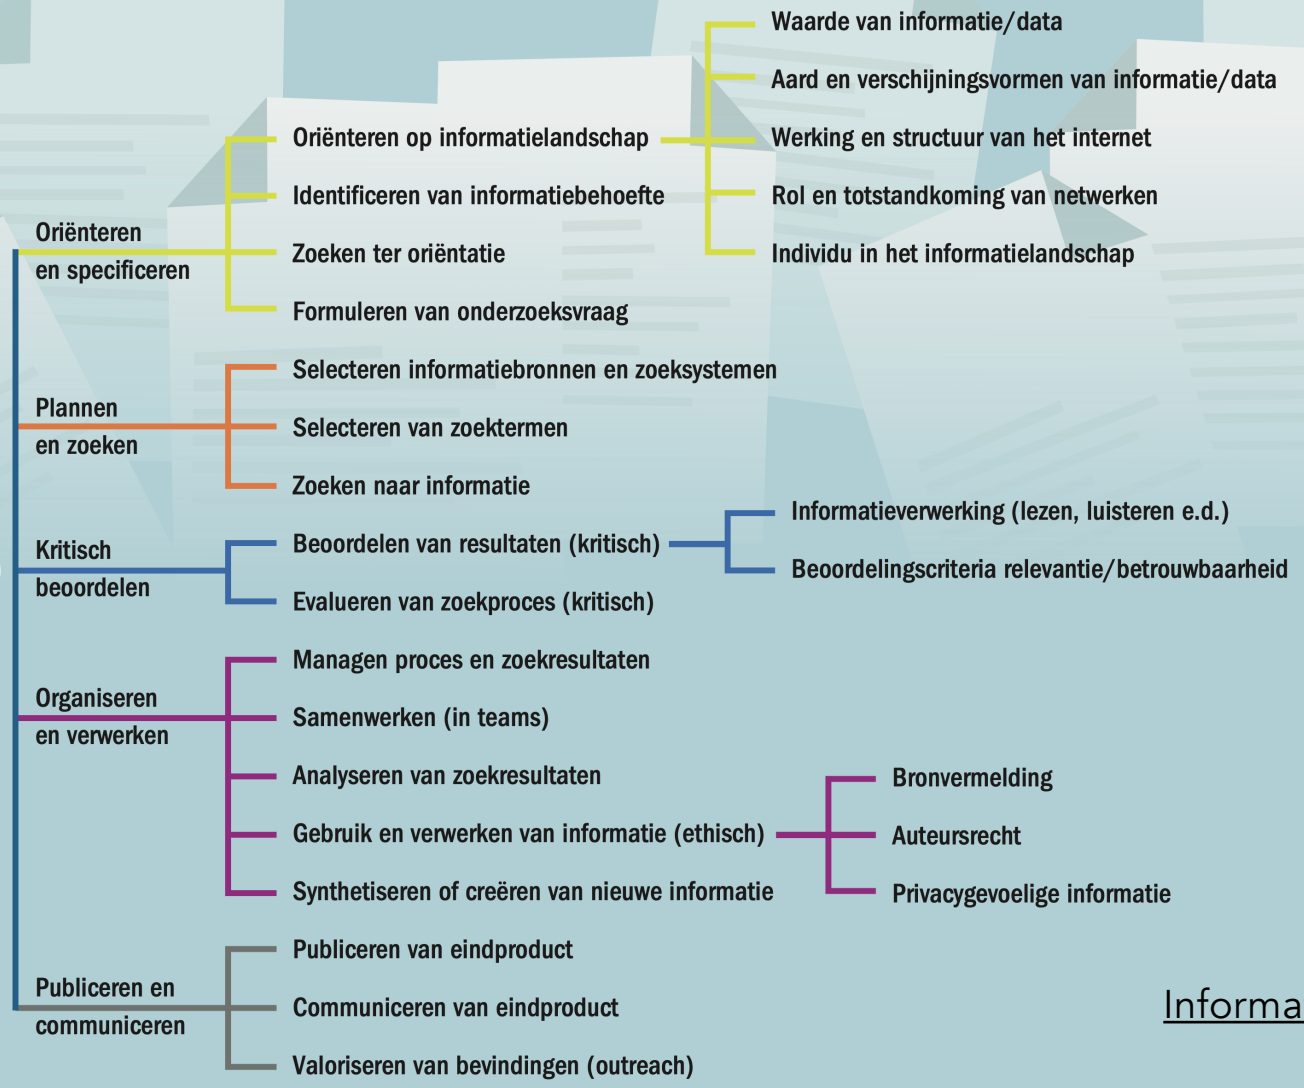 Waarde van informatie/data
Aard en verschijningsvormen van informatie/data
Oriënteren op informatielandschap
Werking en structuur van het internet
Identificeren van informatiebehoefte
Rol en totstandkoming van netwerken
Oriënteren
en specificeren
Zoeken ter oriëntatie
Individu in het informatielandschap
Formuleren van onderzoeksvraag
Selecteren informatiebronnen en zoeksystemen
Plannen
en zoeken
Selecteren van zoektermen
Zoeken naar informatie
Kritisch
beoordelen
Beoordelen van resultaten (kritisch)
Informatieverwerking (lezen, luisteren e.d.)
Beoordelingscriteria relevantie/betrouwbaarheid
Evalueren van zoekproces (kritisch)
Managen proces en zoekresultaten
Organiseren
en verwerken
Samenwerken (in teams)
Analyseren van zoekresultaten
Gebruik en verwerken van informatie (ethisch)
Bronvermelding
Auteursrecht
Privacygevoelige informatie
Synthetiseren of creëren van nieuwe informatie
Publiceren van eindproduct
Publiceren en
communiceren
Communiceren van eindproduct
Valoriseren van bevindingen (outreach)
Informa